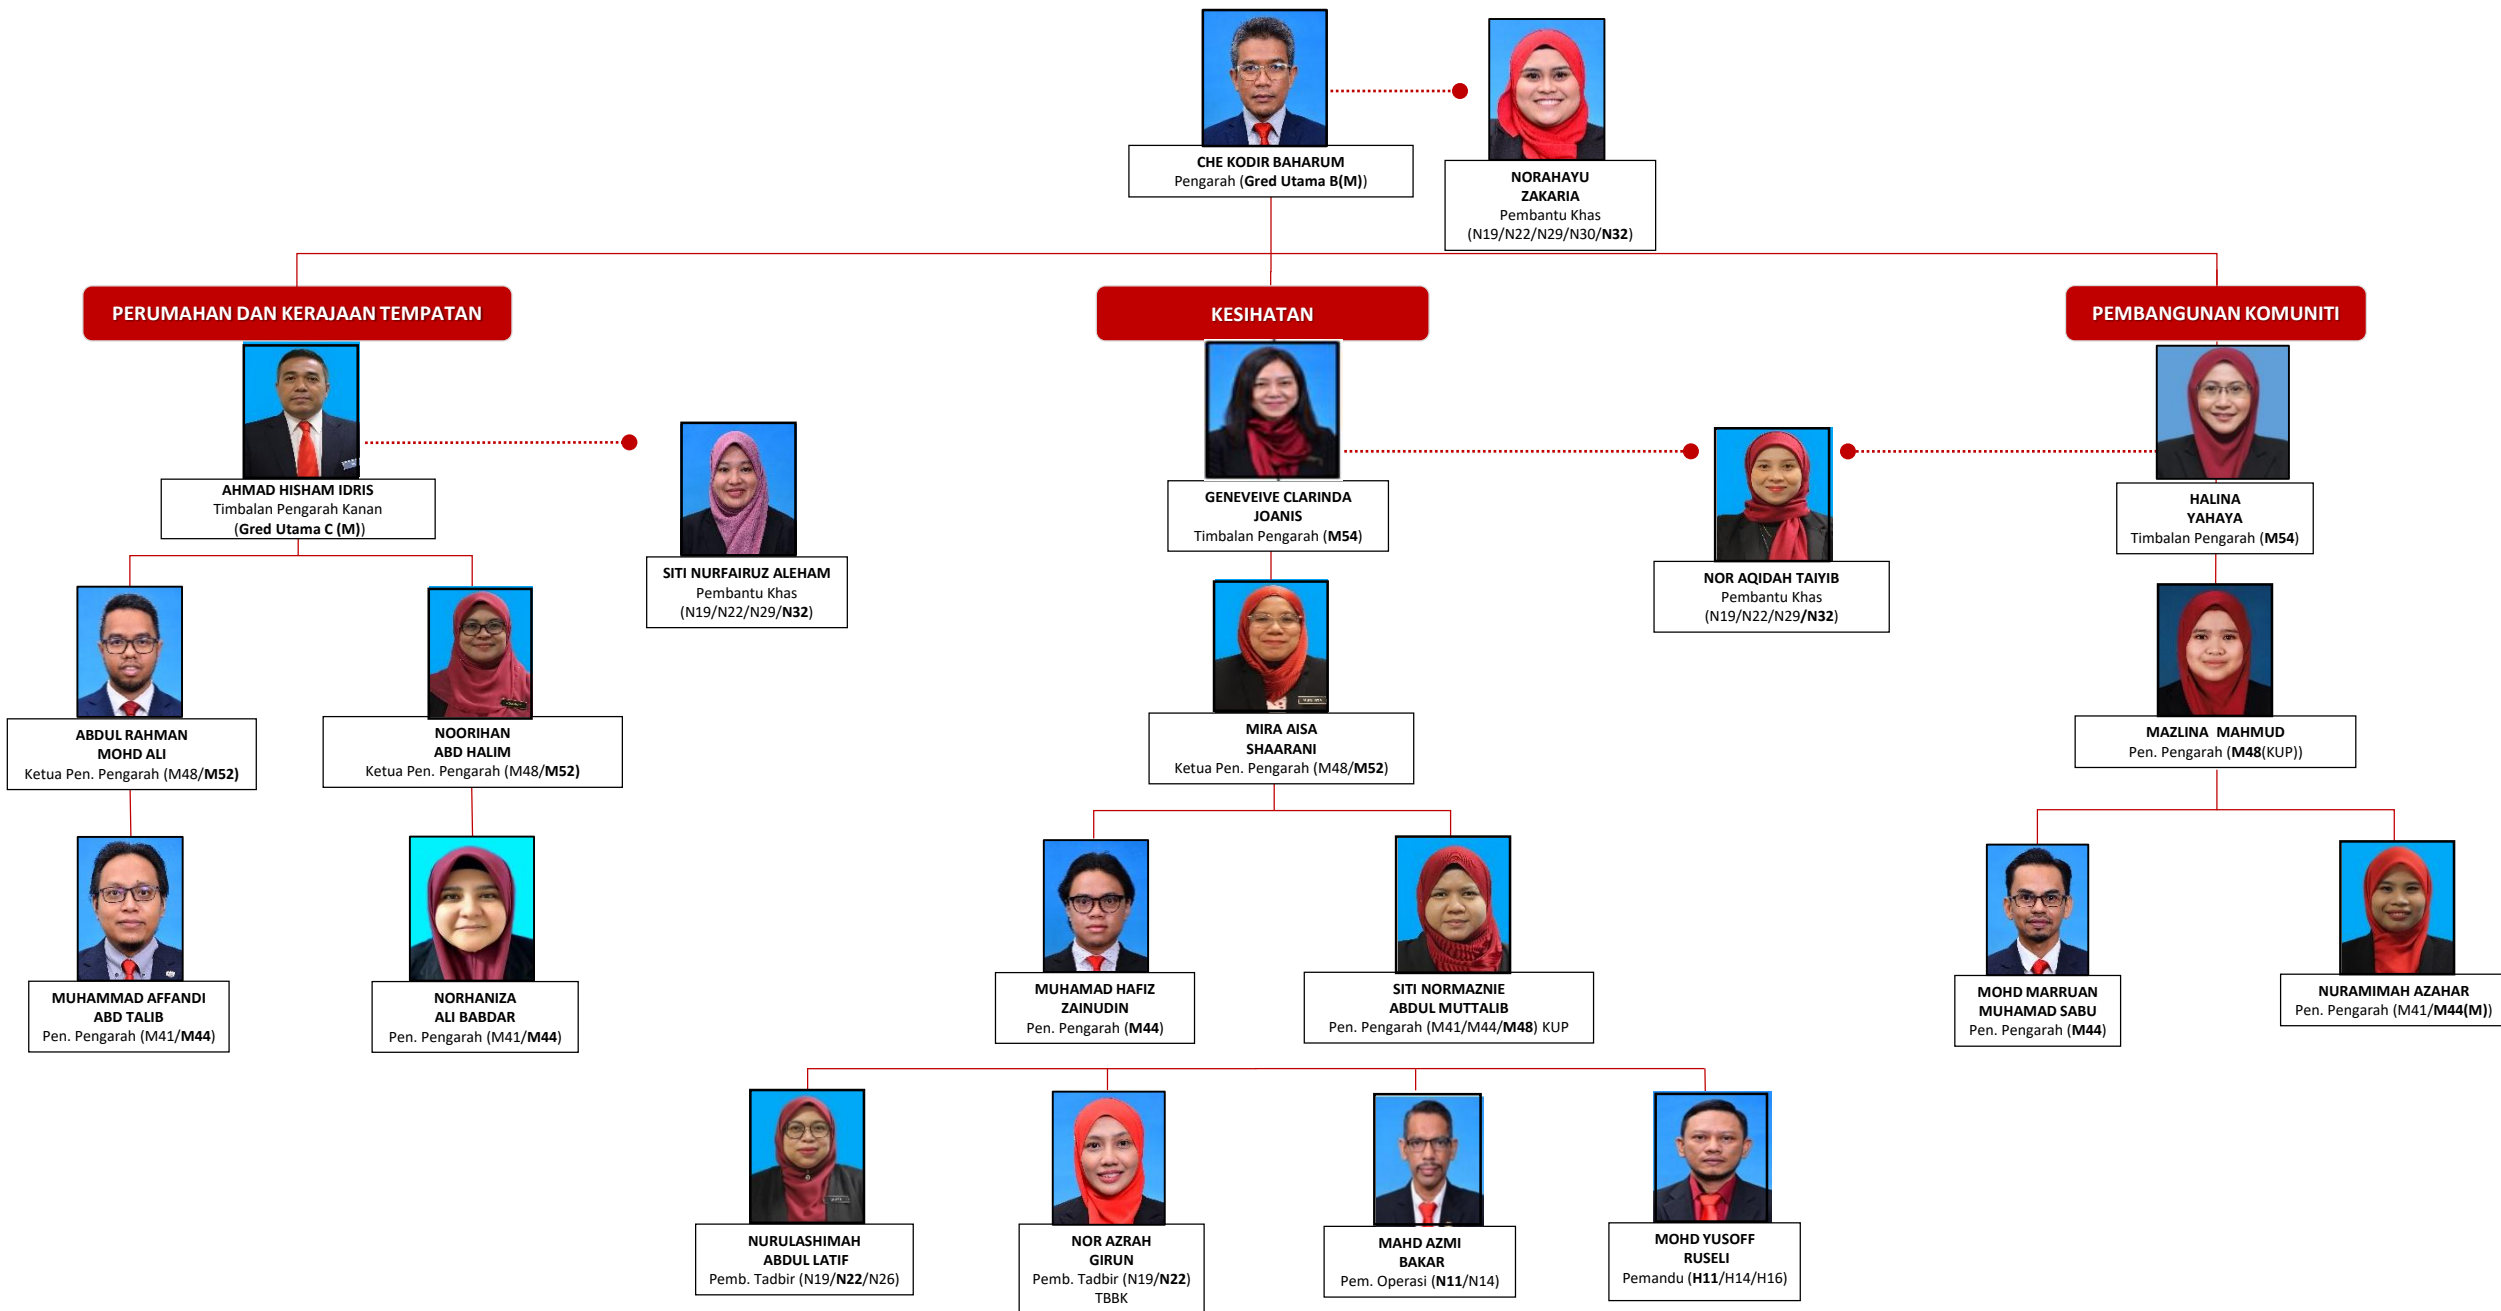 CHE KODIR BAHARUM
Pengarah (Gred Utama B(M))
NORAHAYU
ZAKARIA
Pembantu Khas
(N19/N22/N29/N30/N32)
PERUMAHAN DAN KERAJAAN TEMPATAN
KESIHATAN
PEMBANGUNAN KOMUNITI
AHMAD HISHAM IDRIS
Timbalan Pengarah Kanan
(Gred Utama C (M))
SITI NURFAIRUZ ALEHAM
Pembantu Khas
(N19/N22/N29/N32)
GENEVEIVE CLARINDA
JOANIS
Timbalan Pengarah (M54)
NOR AQIDAH TAIYIB
Pembantu Khas
(N19/N22/N29/N32)
HALINA
YAHAYA
Timbalan Pengarah (M54)
ABDUL RAHMAN
MOHD ALI
Ketua Pen. Pengarah (M48/M52)
NOORIHAN
ABD HALIM
Ketua Pen. Pengarah (M48/M52)
MIRA AISA
SHAARANI
Ketua Pen. Pengarah (M48/M52)
MAZLINA  MAHMUD
Pen. Pengarah (M48(KUP))
MUHAMMAD AFFANDI
ABD TALIB
Pen. Pengarah (M41/M44)
NORHANIZA
ALI BABDAR
Pen. Pengarah (M41/M44)
MUHAMAD HAFIZ
ZAINUDIN
Pen. Pengarah (M44)
SITI NORMAZNIE
ABDUL MUTTALIB
Pen. Pengarah (M41/M44/M48) KUP
MOHD MARRUAN
MUHAMAD SABU
Pen. Pengarah (M44)
NURAMIMAH AZAHAR
Pen. Pengarah (M41/M44(M))
NURULASHIMAH
ABDUL LATIF
Pemb. Tadbir (N19/N22/N26)
NOR AZRAH
GIRUN
Pemb. Tadbir (N19/N22)
TBBK
MAHD AZMI
BAKAR
Pem. Operasi (N11/N14)
MOHD YUSOFF
RUSELI
Pemandu (H11/H14/H16)